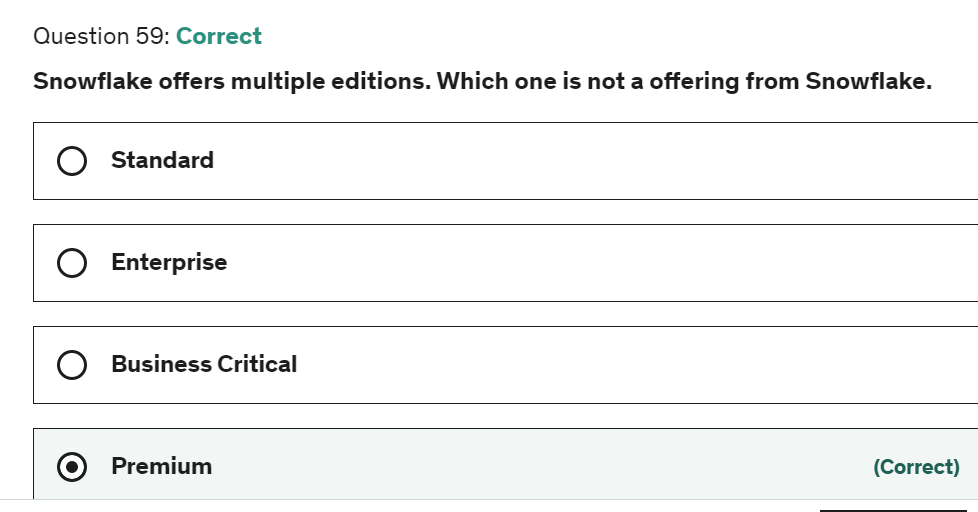 Question 59: Correct
Snowflake offers multiple editions. Which one is not a offering from Snowflake.
Standard
Enterprise
Business Critical
Premium (Correct)